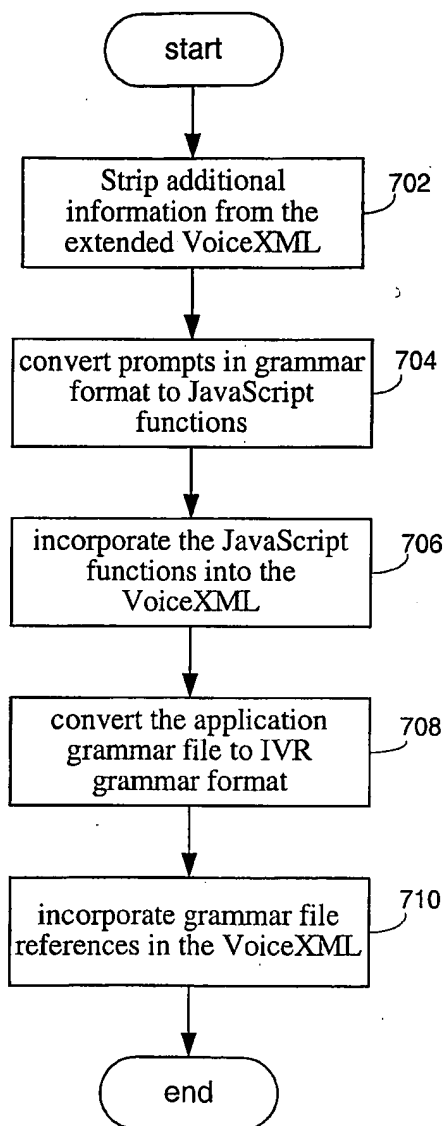 start
Strip additional
information from the
extended VoiceXML
702
convert prompts in grammar
format to JavaScript
functions
704
incorporate the JavaScript
functions into the
VoiceXML
706
convert the application
grammar file to IVR
grammar format
708
incorporate grammar file
references in the VoiceXML
710
end